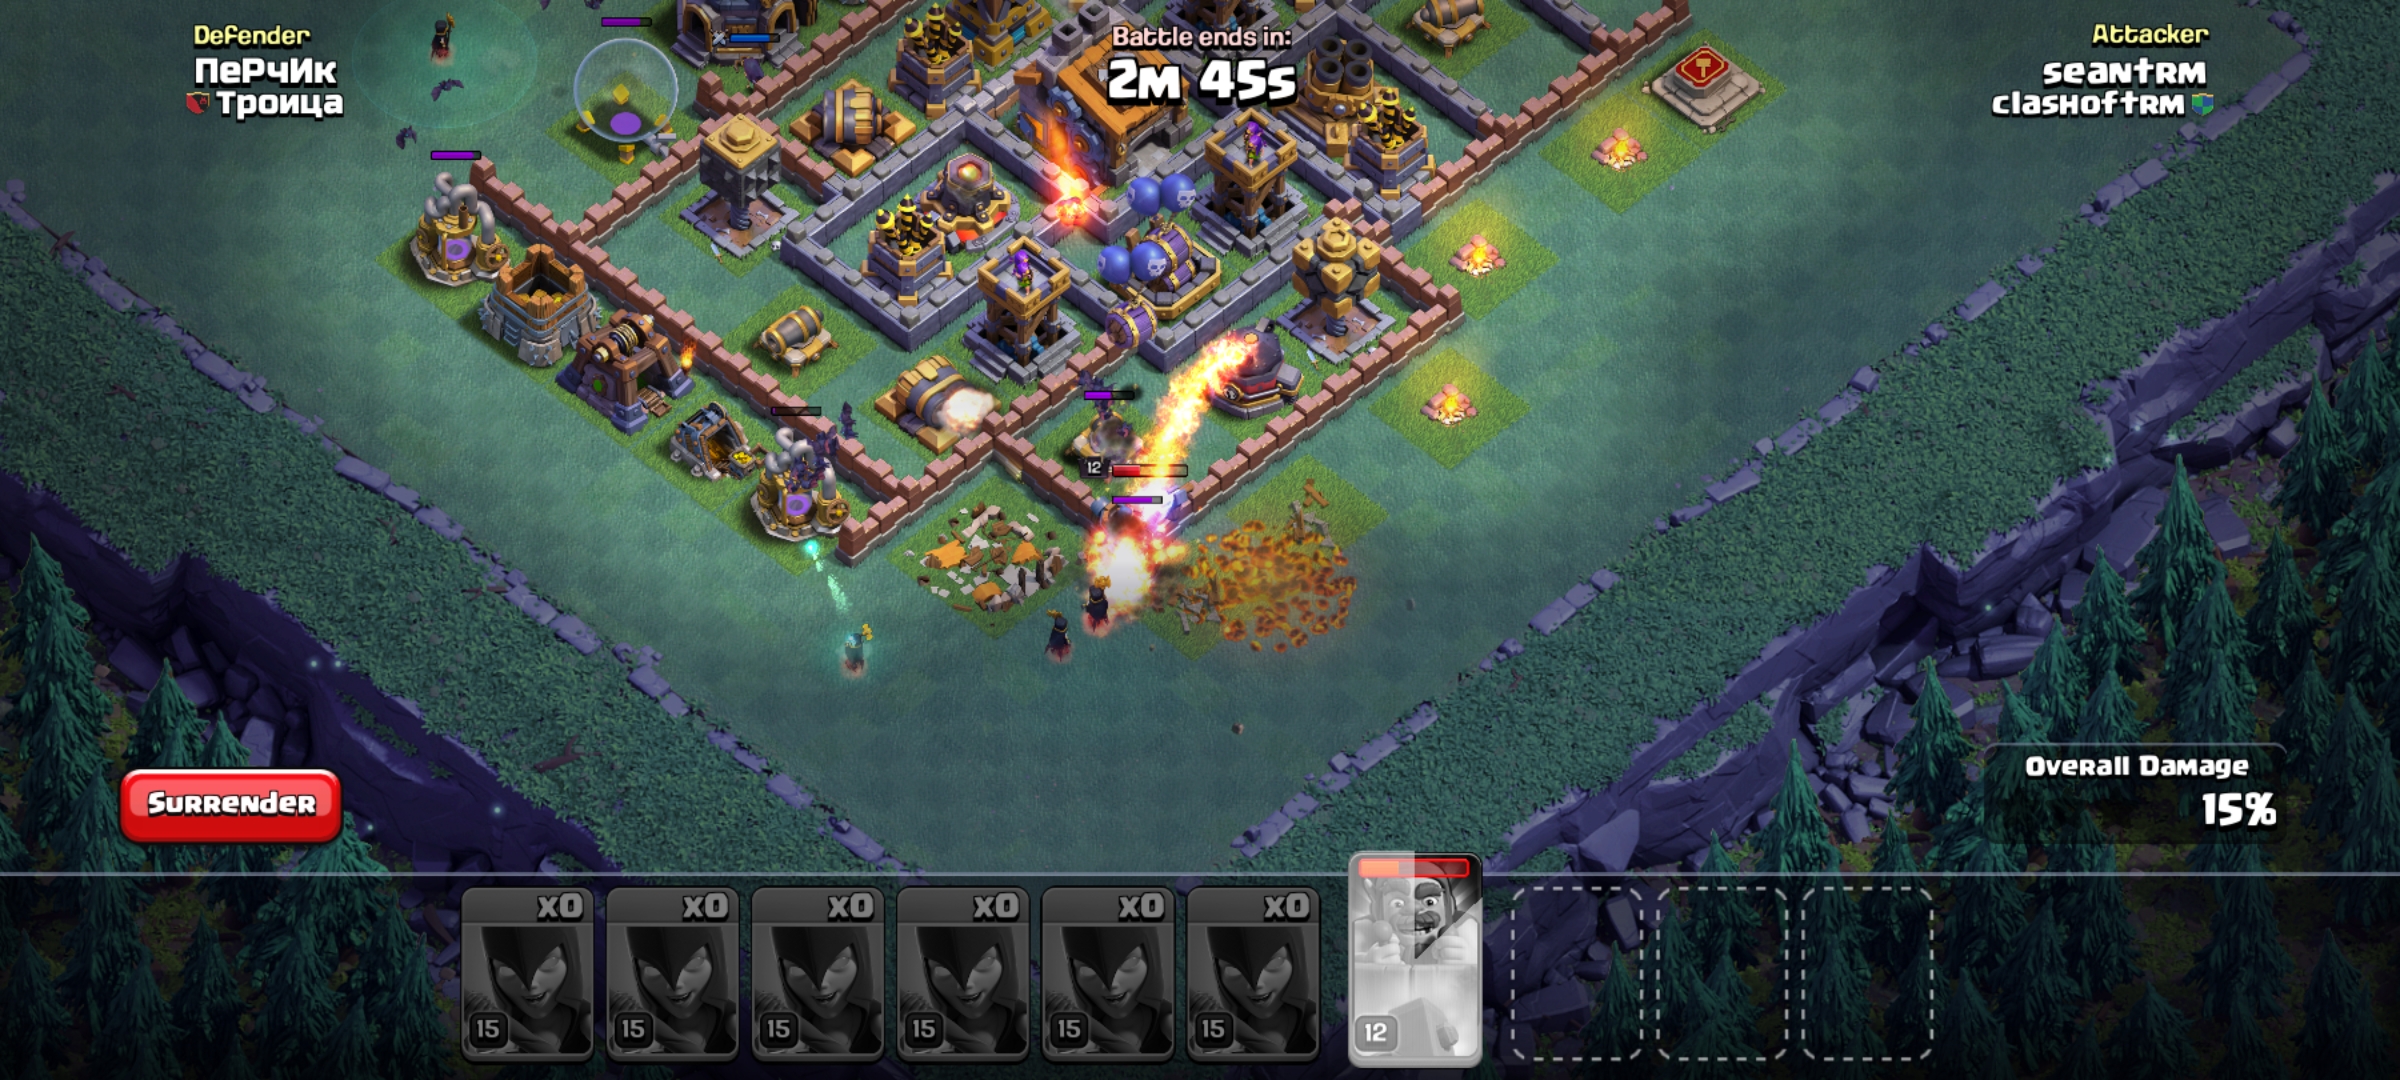 Defender
ПеРчИк
Троица
Battle ends in:
2m 45s
Attacker
seantrm
clashoftrm
12
Surrender
Overall Damage
15%
x0
x0
x0
x0
x0
x0
15
15
15
15
15
15
12